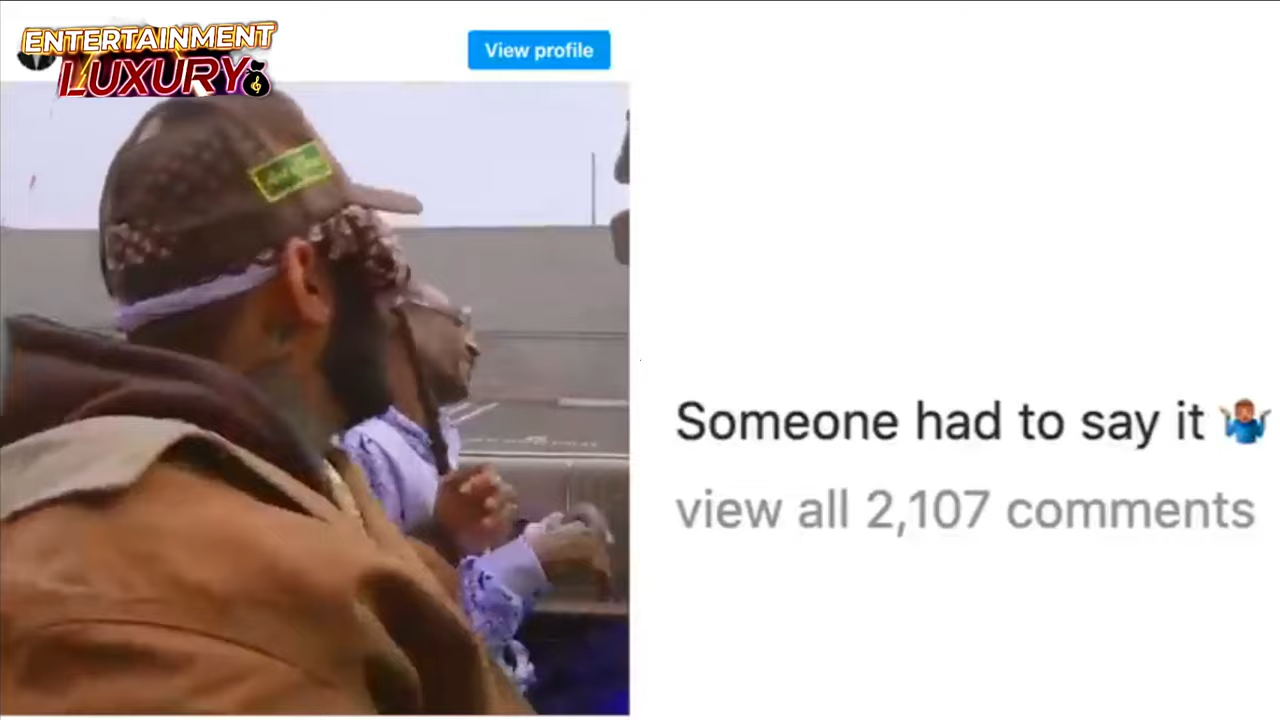 ENTERTAINMENT
LUXURY
View profile
Someone had to say it 🤷🏽‍♂️
view all 2,107 comments